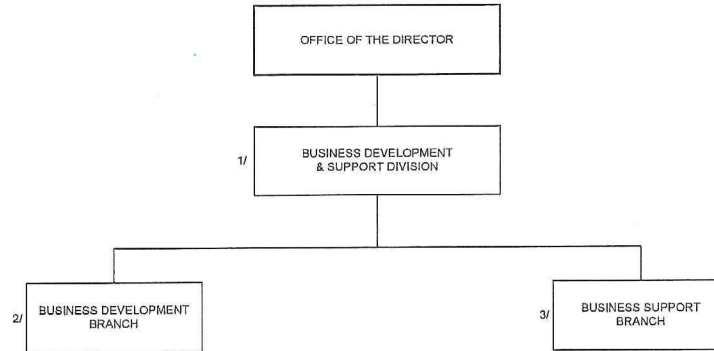 OFFICE OF THE DIRECTOR
1/
BUSINESS DEVELOPMENT
& SUPPORT DIVISION
2/
BUSINESS DEVELOPMENT
BRANCH
3/
BUSINESS SUPPORT
BRANCH